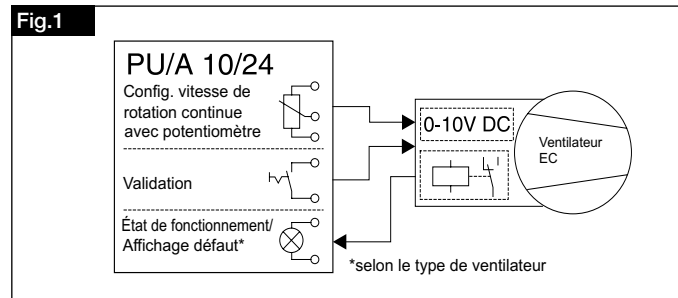 Fig.1
PU/A 10/24
Config. vitesse de
rotation continue
avec potentiomètre
Validation
État de fonctionnement/
Affichage défaut*
0-10V DC
Ventilateur
EC
*selon le type de ventilateur